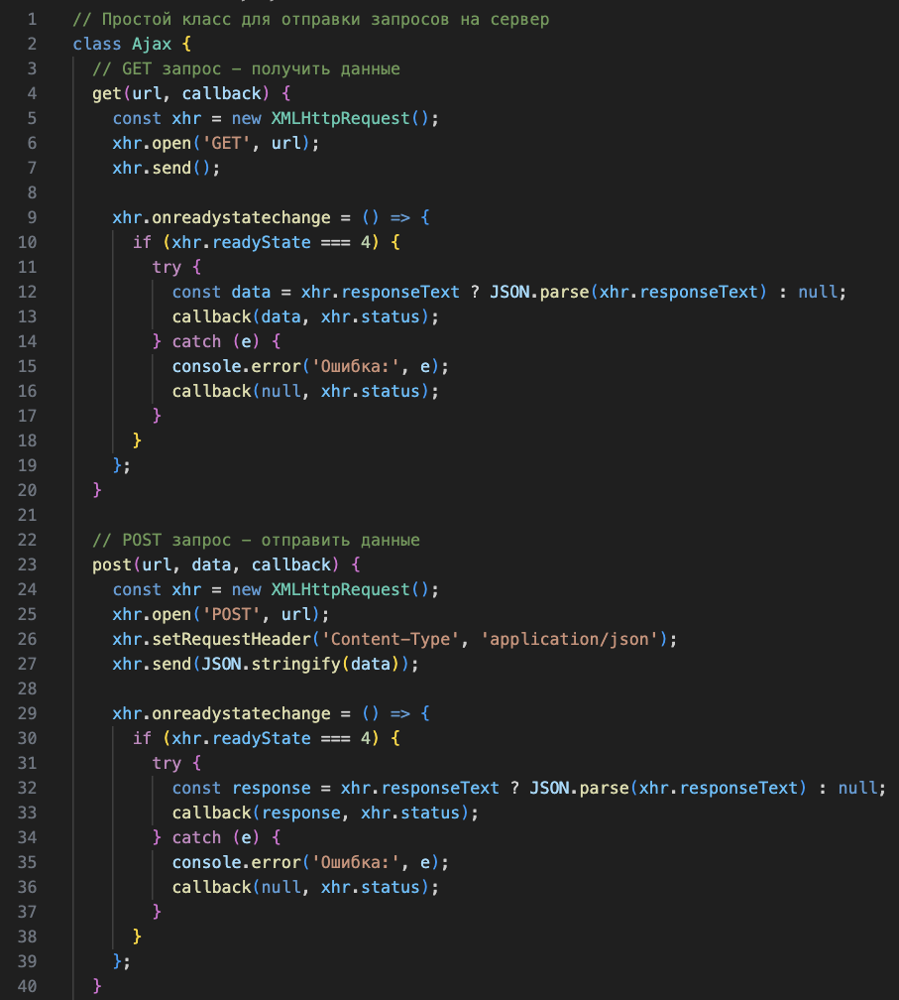 1 // Простой класс для отправки запросов на сервер
2 class Ajax {
3   // GET запрос — получить данные
4   get(url, callback) {
5     const xhr = new XMLHttpRequest();
6     xhr.open('GET', url);
7     xhr.send();
8
9     xhr.onreadystatechange = () => {
10       if (xhr.readyState === 4) {
11         try {
12           const data = xhr.responseText ? JSON.parse(xhr.responseText) : null;
13           callback(data, xhr.status);
14         } catch (e) {
15           console.error('Ошибка:', e);
16           callback(null, xhr.status);
17         }
18       }
19     };
20   }
21
22   // POST запрос — отправить данные
23   post(url, data, callback) {
24     const xhr = new XMLHttpRequest();
25     xhr.open('POST', url);
26     xhr.setRequestHeader('Content-Type', 'application/json');
27     xhr.send(JSON.stringify(data));
28
29     xhr.onreadystatechange = () => {
30       if (xhr.readyState === 4) {
31         try {
32           const response = xhr.responseText ? JSON.parse(xhr.responseText) : null;
33           callback(response, xhr.status);
34         } catch (e) {
35           console.error('Ошибка:', e);
36           callback(null, xhr.status);
37         }
38       }
39     };
40   }